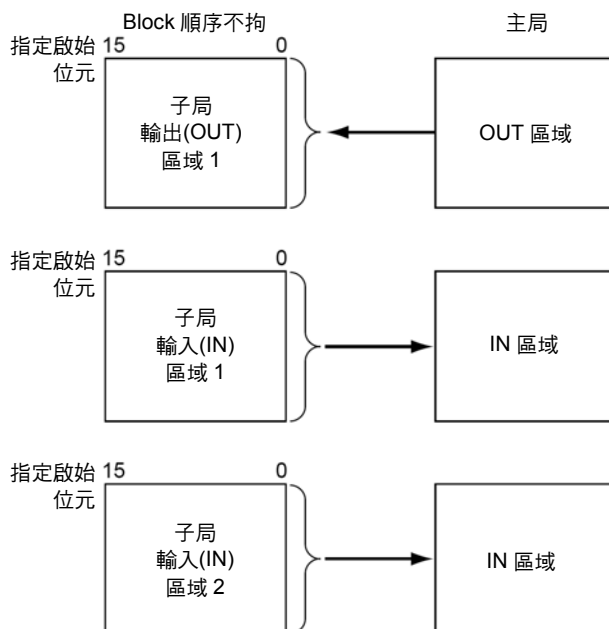 Block 順序不拘 主局
指定啟始 15 0
位元
子局
輸出(OUT)
區域 1
OUT 區域
指定啟始 15 0
位元
子局
輸入(IN)
區域 1
IN 區域
指定啟始 15 0
位元
子局
輸入(IN)
區域 2
IN 區域